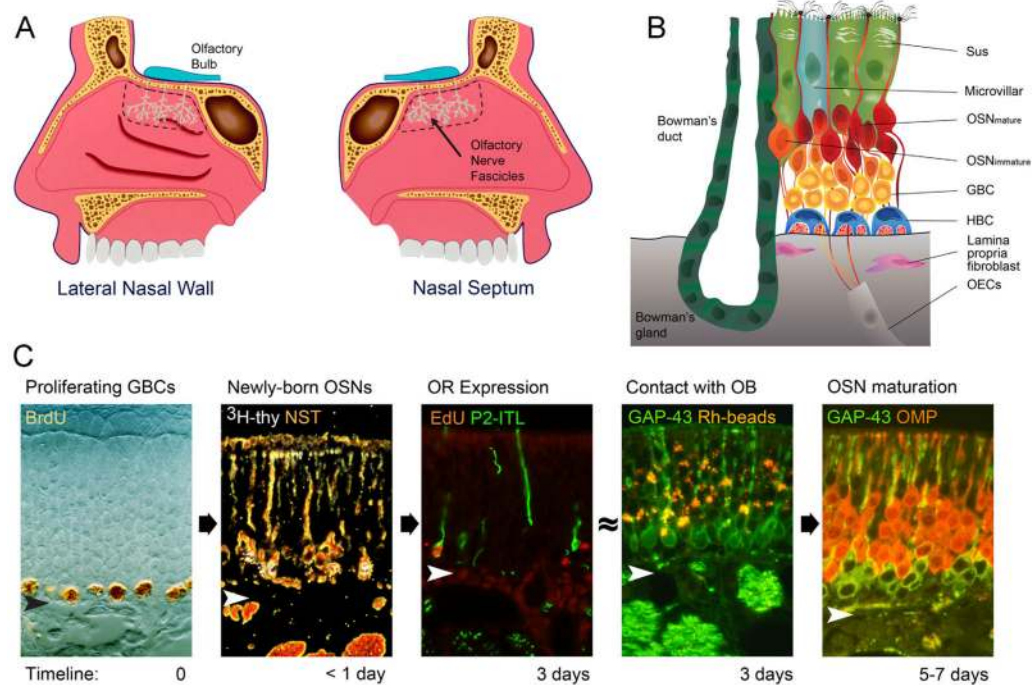 A
Olfactory
Bulb
Olfactory
Nerve
Fascicles
Lateral Nasal Wall
Nasal Septum
B
Bowman's
duct
Bowman's
gland
Sus
Microvillar
OSNmature
OSNimmature
GBC
HBC
Lamina
propria
fibroblast
OECs
C
Proliferating GBCs
Newly-born OSNs
OR Expression
Contact with OB
OSN maturation
BrdU
³H-thy NST
EdU P2-ITL
GAP-43 Rh-beads
GAP-43 OMP
≈
Timeline:
0
< 1 day
3 days
3 days
5-7 days